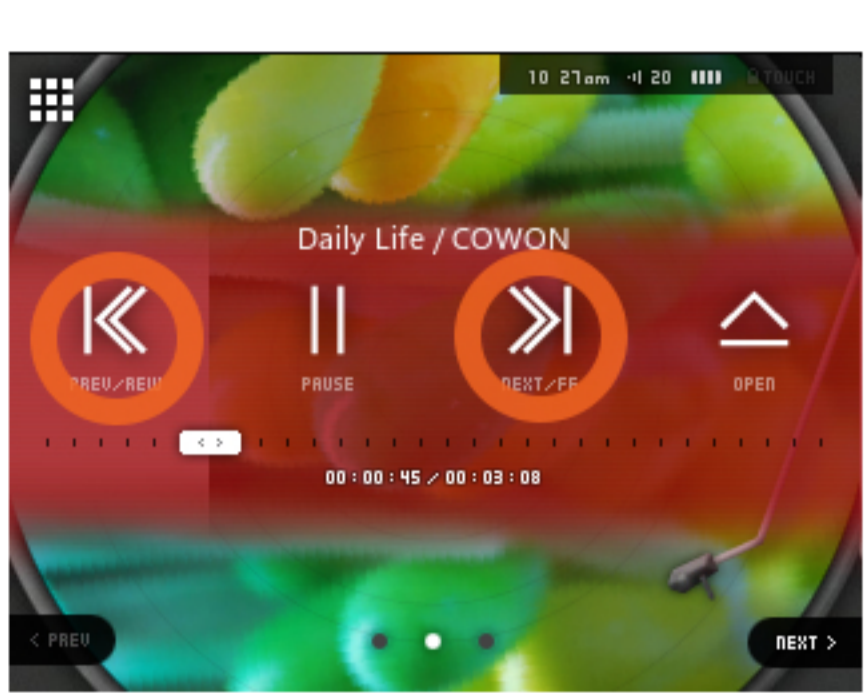 10 27am 20 TOUCH
Daily Life / COWON
PREV/REW PAUSE NEXT/FF OPEN
< >
00:00:45 / 00:03:08
< PREV NEXT >